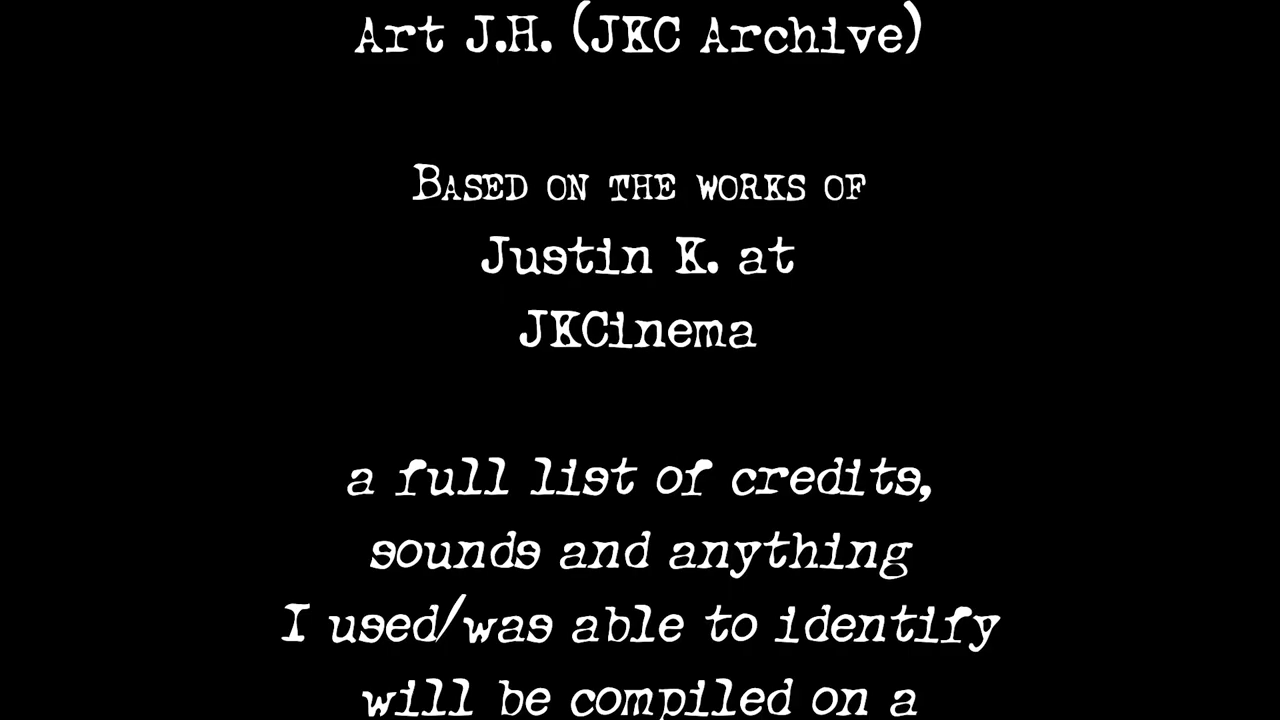 Art J.H. (JKC Archive)
Based on the works of
Justin K. at
JKCinema
a full list of credits,
sounds and anything
I used/was able to identify
will be compiled on a